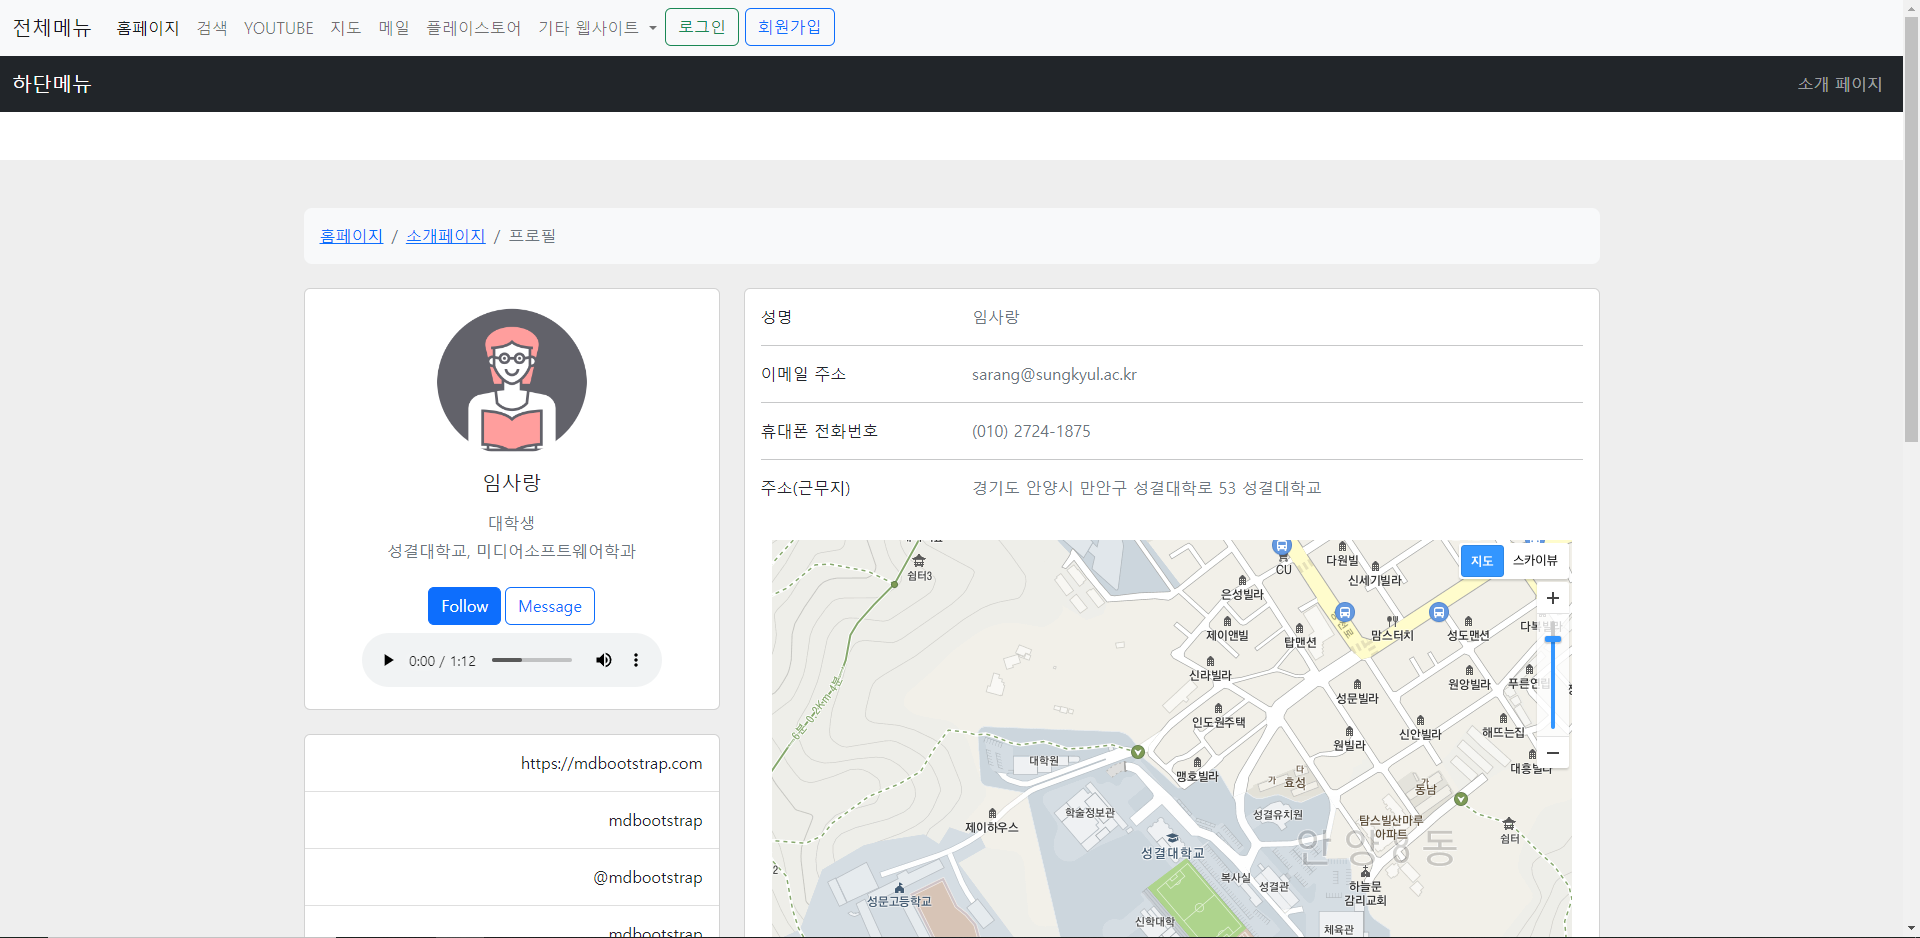 전체메뉴 홈페이지 검색 YOUTUBE 지도 메일 플레이스토어 기타 웹사이트 로그인 회원가입
하단메뉴 소개 페이지
홈페이지 / 소개페이지 / 프로필
임사랑
대학생
성결대학교, 미디어소프트웨어학과
Follow Message
0:00 / 1:12
https://mdbootstrap.com
mdbootstrap
@mdbootstrap
mdbootstrap
성명 임사랑
이메일 주소 sarang@sungkyul.ac.kr
휴대폰 전화번호 (010) 2724-1875
주소(근무지) 경기도 안양시 만안구 성결대학로 53 성결대학교
지도 스카이뷰
쉼터3
CU
다원빌
신세기빌라
은성빌라
제이앤빌
탑맨션
맘스터치
성도맨션
신라빌라
성문빌라
원앙빌라
인도원주택
원빌라
신안빌라
해뜨는집
대학원
맹호빌라
가 다
효성
대흥빌라
가
동남
제이하우스
학술정보관
성결유치원
탑스빌산마루
아파트
쉼터
성결대학교
안양8동
복사실
성결관
하늘문
감리교회
성문고등학교
신학대학
체육관